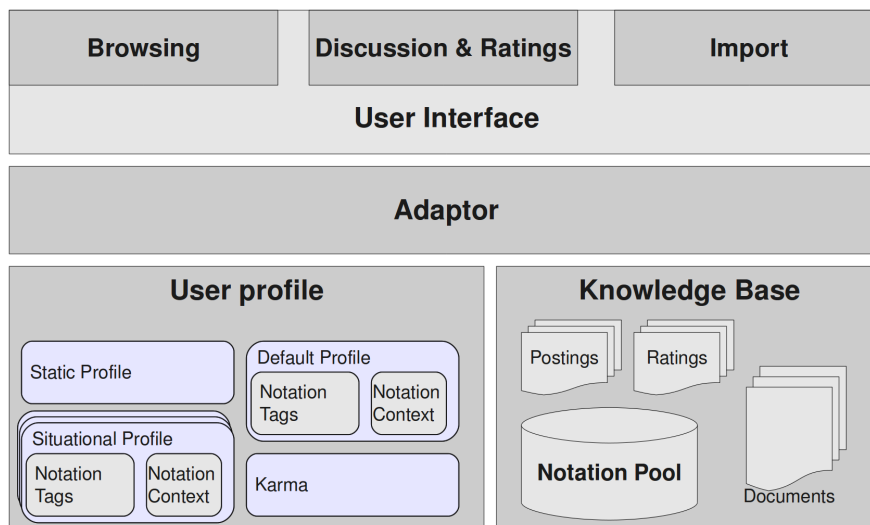 Browsing
Discussion & Ratings
Import
User Interface
Adaptor
User profile
Static Profile
Default Profile
Notation
Tags
Notation
Context
Situational Profile
Notation
Tags
Notation
Context
Karma
Knowledge Base
Postings
Ratings
Notation Pool
Documents